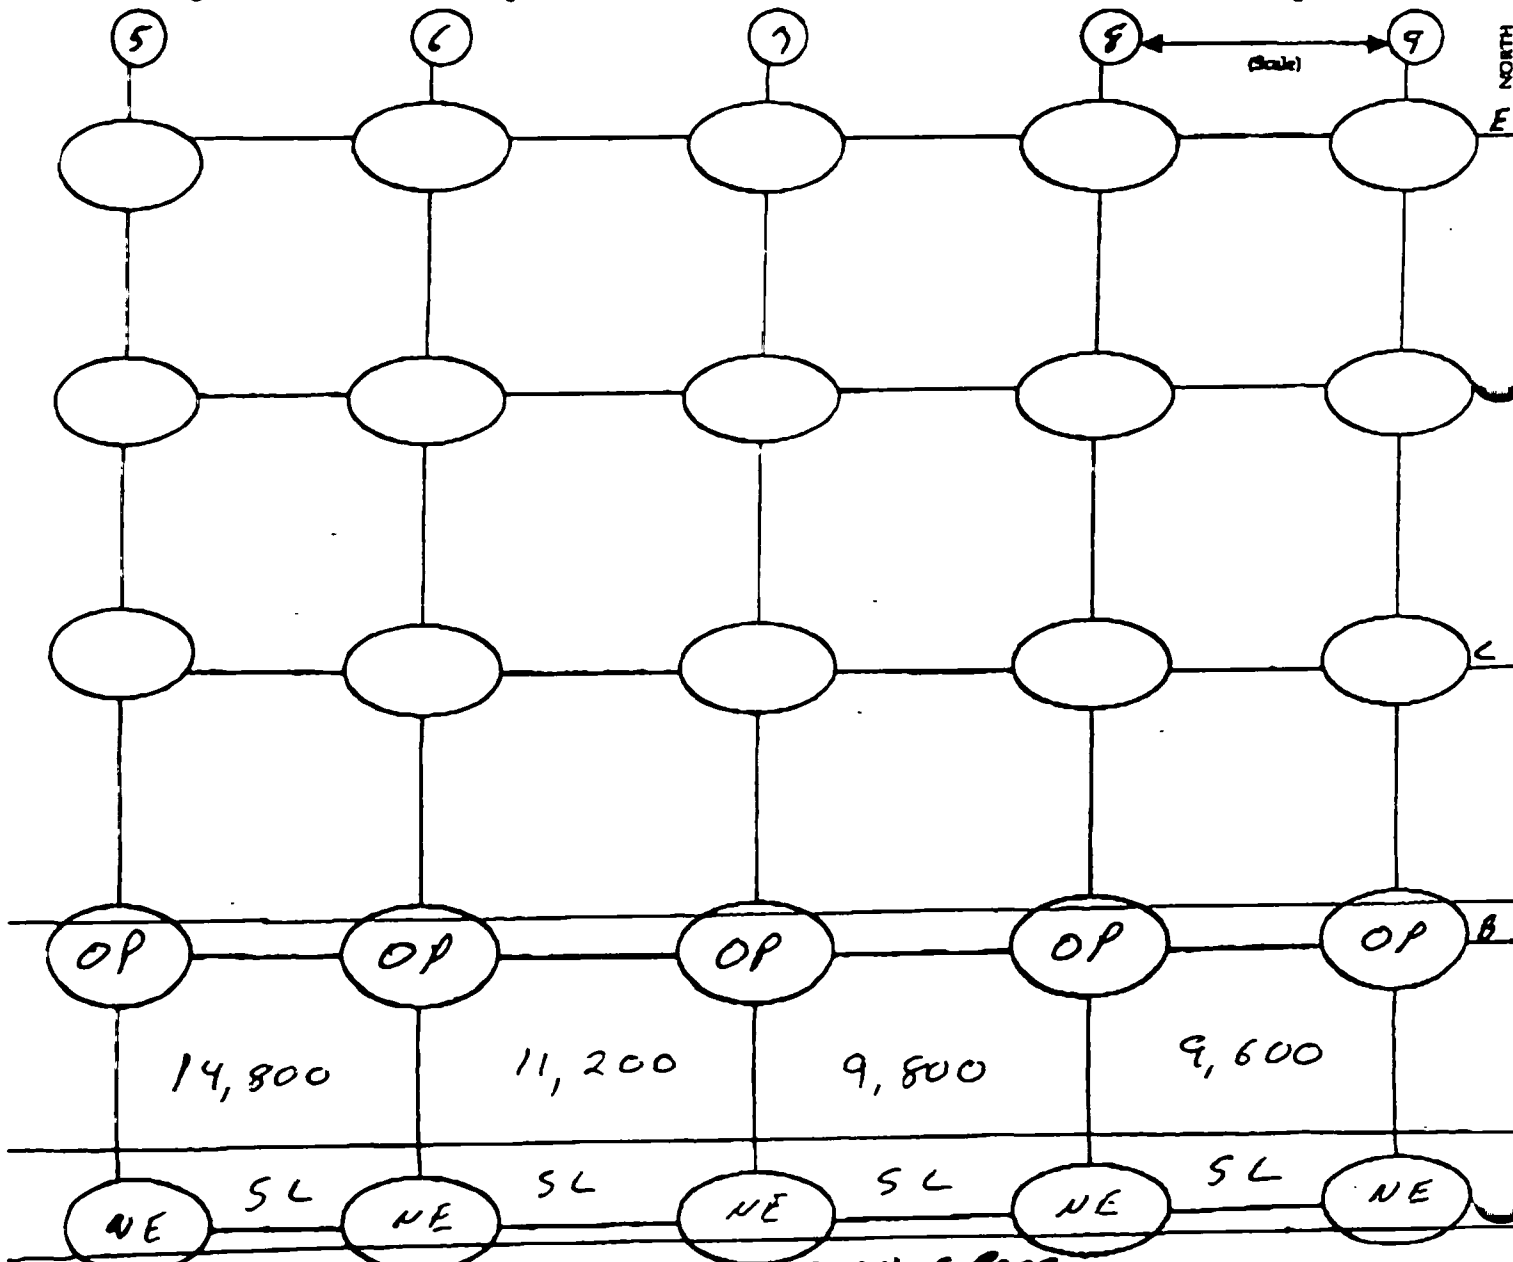 5 6 7 8 9
(Scale)
NORTH
E
C
OP OP OP OP OP B
14,800 11,200 9,800 9,600
SL SL SL SL
NE NE NE NE NE